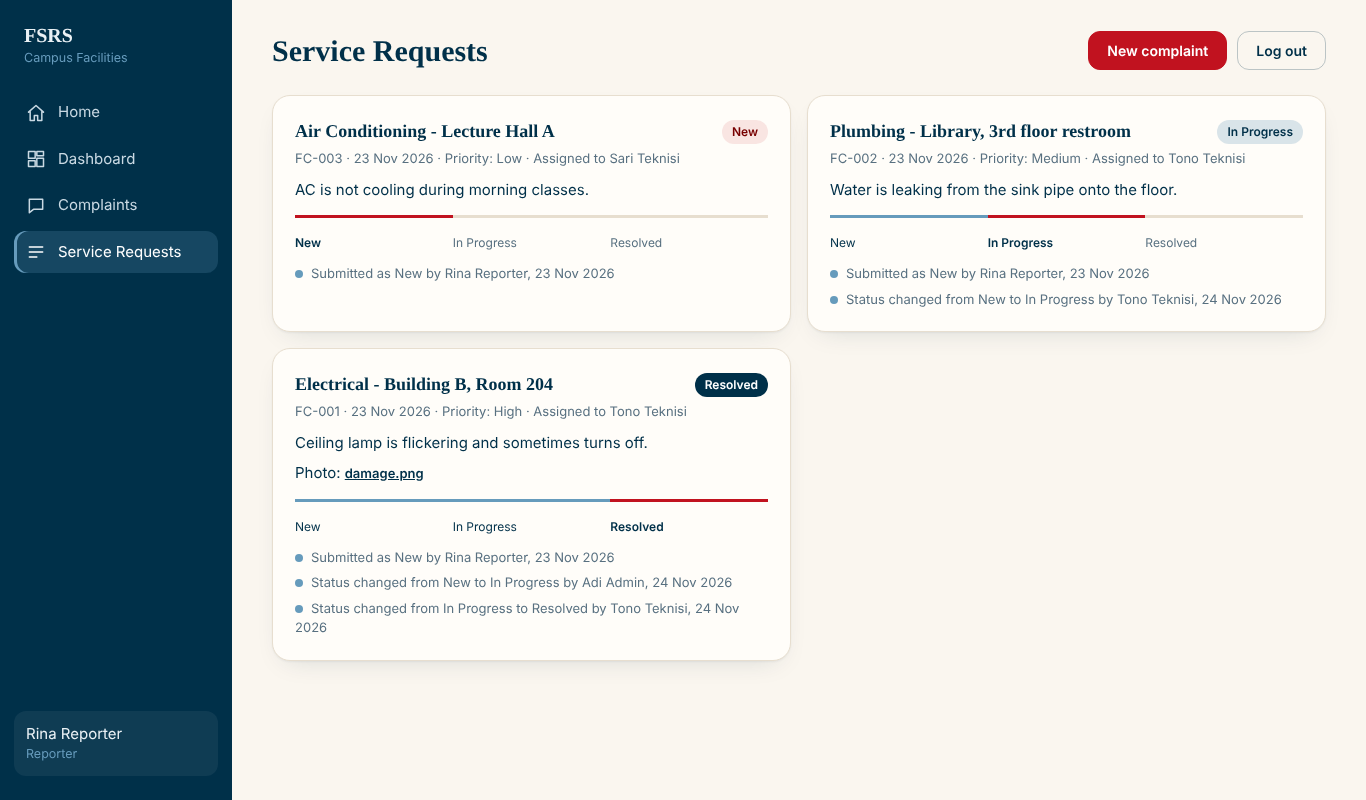 FSRS
Campus Facilities
Home
Dashboard
Complaints
Service Requests
Rina Reporter
Reporter
Service Requests
New complaint
Log out
Air Conditioning - Lecture Hall A
New
FC-003 · 23 Nov 2026 · Priority: Low · Assigned to Sari Teknisi
AC is not cooling during morning classes.
New
In Progress
Resolved
Submitted as New by Rina Reporter, 23 Nov 2026
Plumbing - Library, 3rd floor restroom
In Progress
FC-002 · 23 Nov 2026 · Priority: Medium · Assigned to Tono Teknisi
Water is leaking from the sink pipe onto the floor.
New
In Progress
Resolved
Submitted as New by Rina Reporter, 23 Nov 2026
Status changed from New to In Progress by Tono Teknisi, 24 Nov 2026
Electrical - Building B, Room 204
Resolved
FC-001 · 23 Nov 2026 · Priority: High · Assigned to Tono Teknisi
Ceiling lamp is flickering and sometimes turns off.
Photo: damage.png
New
In Progress
Resolved
Submitted as New by Rina Reporter, 23 Nov 2026
Status changed from New to In Progress by Adi Admin, 24 Nov 2026
Status changed from In Progress to Resolved by Tono Teknisi, 24 Nov
2026